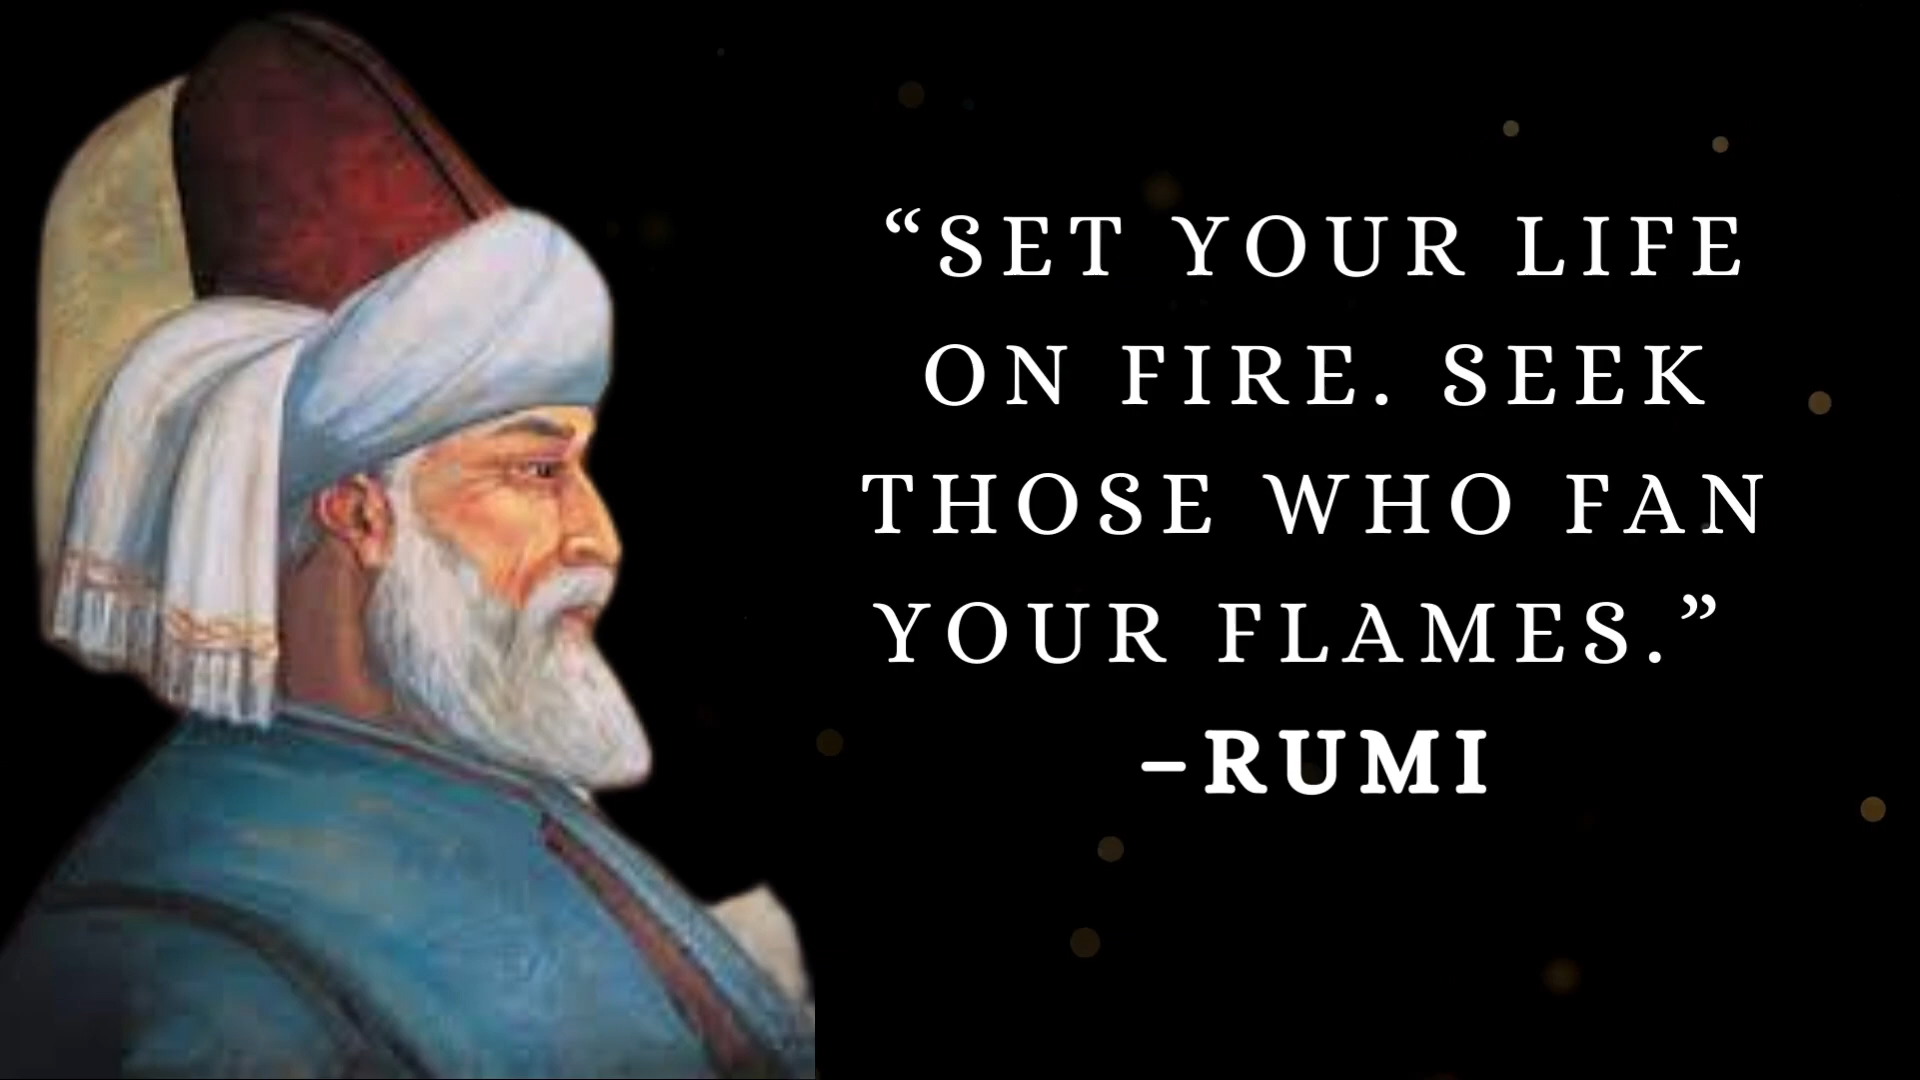 “SET YOUR LIFE
ON FIRE. SEEK
THOSE WHO FAN
YOUR FLAMES.”
–RUMI